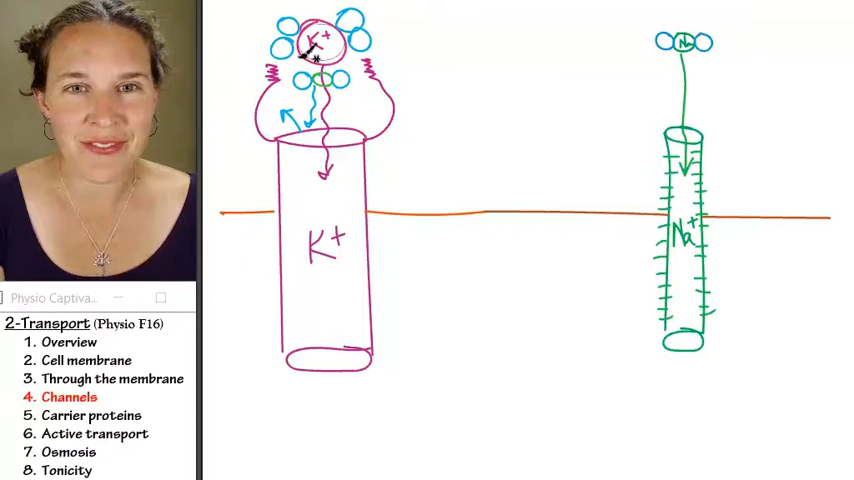 K+
*
Na
K+
Na+
Physio Captiva...
2-Transport (Physio F16)
1. Overview
2. Cell membrane
3. Through the membrane
4. Channels
5. Carrier proteins
6. Active transport
7. Osmosis
8. Tonicity